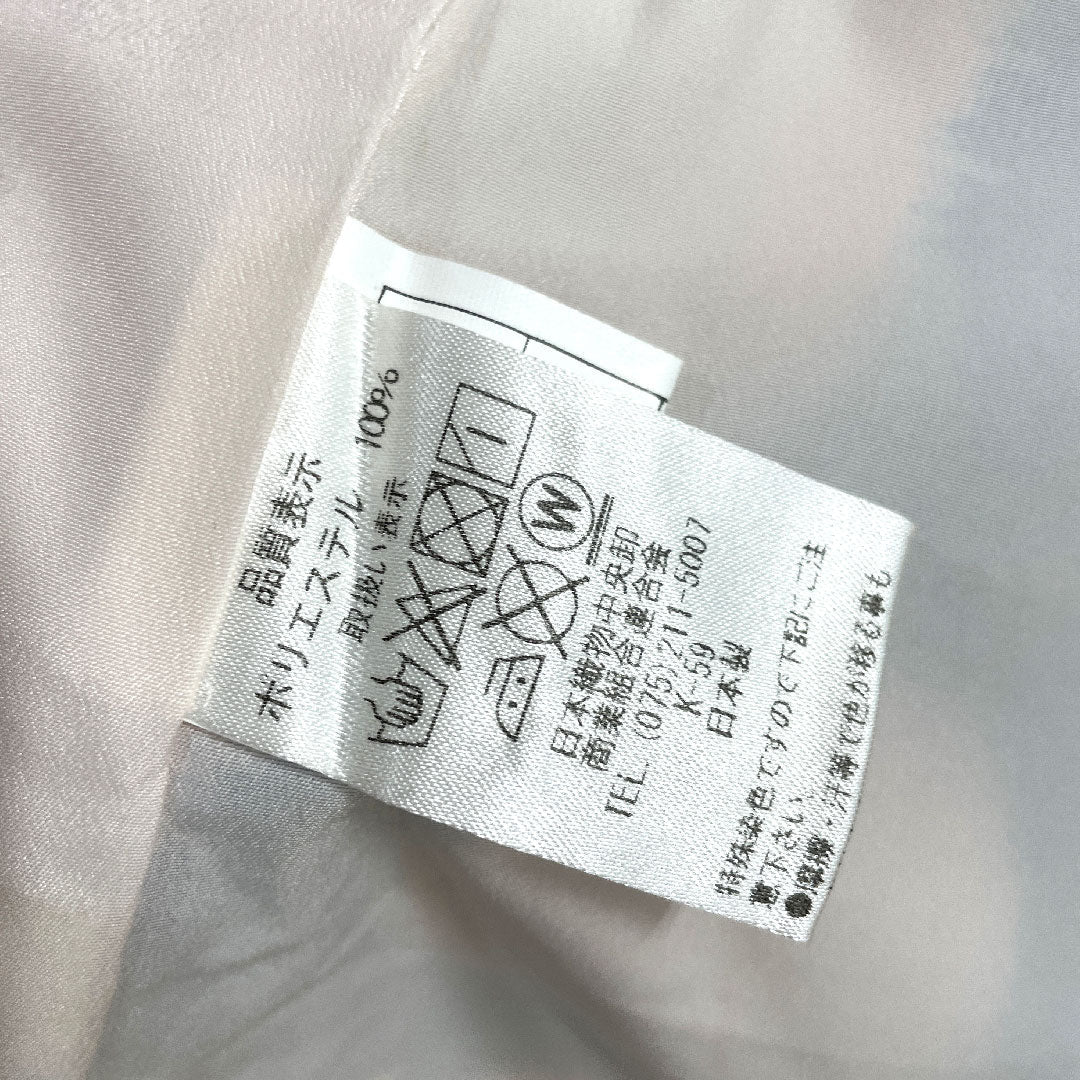 品質表示
ポリエステル 100%
取扱い表示
W
日本織物中央卸
商業組合連合会
TEL. (075)211-5007
K-59
日本製
特殊染色ですので下記にご注
意下さい。
●摩擦・汗等で色が移る事も